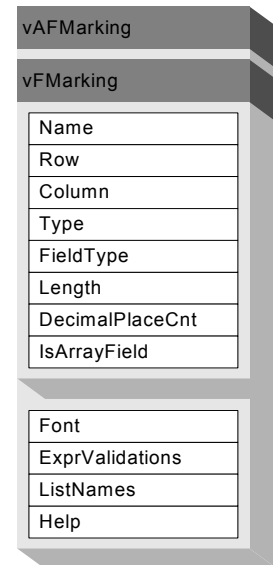 vAFMarking
vFMarking
Name
Row
Column
Type
FieldType
Length
DecimalPlaceCnt
IsArrayField
Font
ExprValidations
ListNames
Help